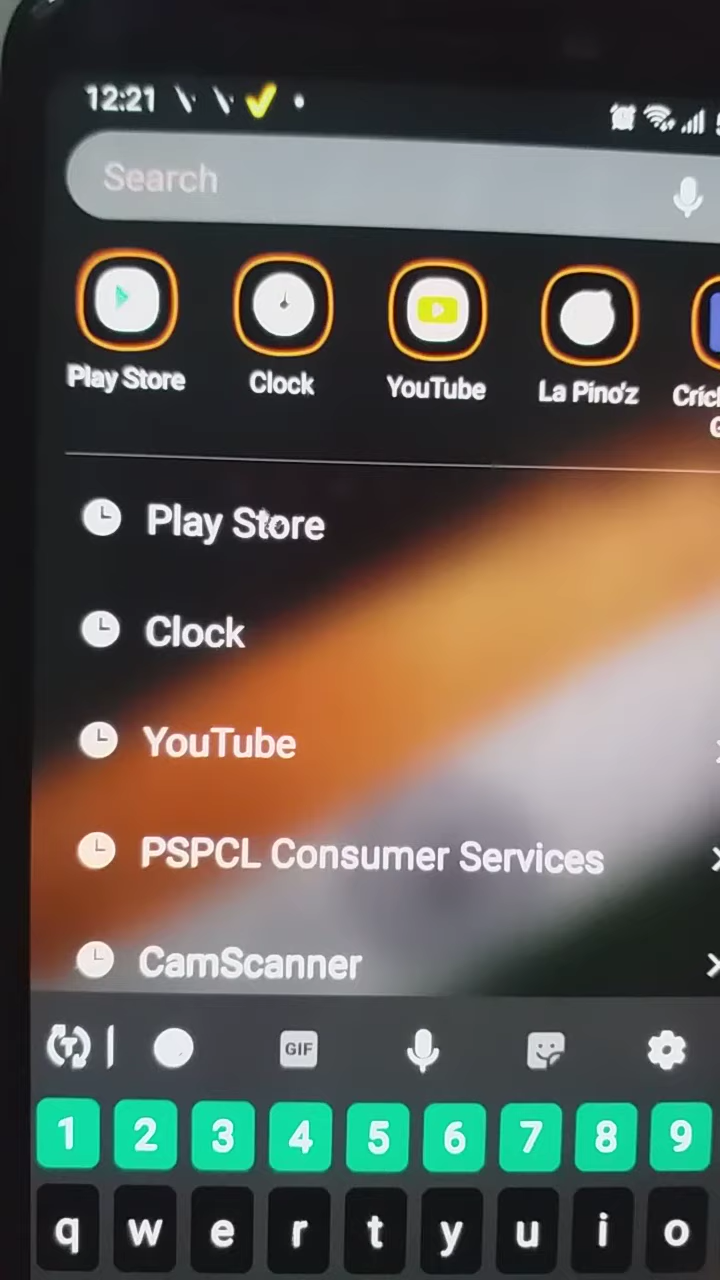 12:21
Search
Play Store Clock YouTube La Pino'z
Play Store
Clock
YouTube
PSPCL Consumer Services
CamScanner
T GIF
1 2 3 4 5 6 7 8 9
q w e r t y u i o